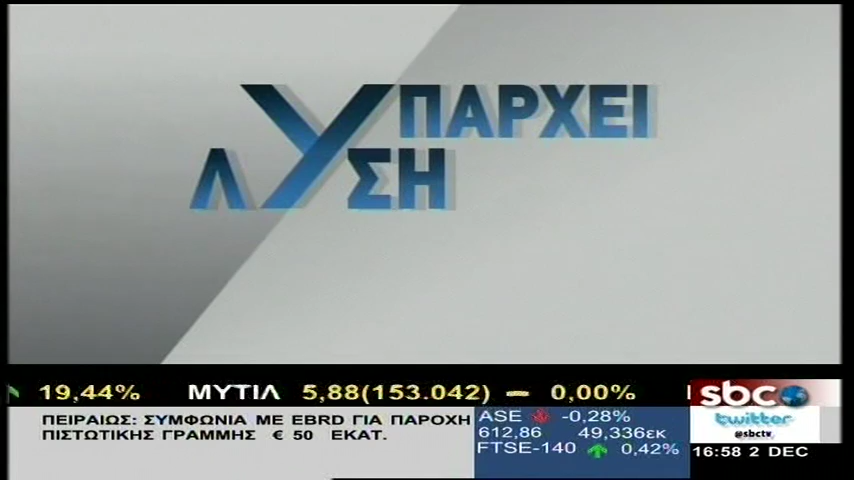 ΥΠΑΡΧΕΙ
ΛΥΣΗ
19,44% ΜΥΤΙΛ 5,88(153.042) 0,00%
ΠΕΙΡΑΙΩΣ: ΣΥΜΦΩΝΙΑ ΜΕ EBRD ΓΙΑ ΠΑΡΟΧΗ
ΠΙΣΤΩΤΙΚΗΣ ΓΡΑΜΜΗΣ € 50 ΕΚΑΤ.
ASE -0,28%
612,86 49,336εκ
FTSE-140 0,42%
sbc
twitter
@sbctv
16:58 2 DEC